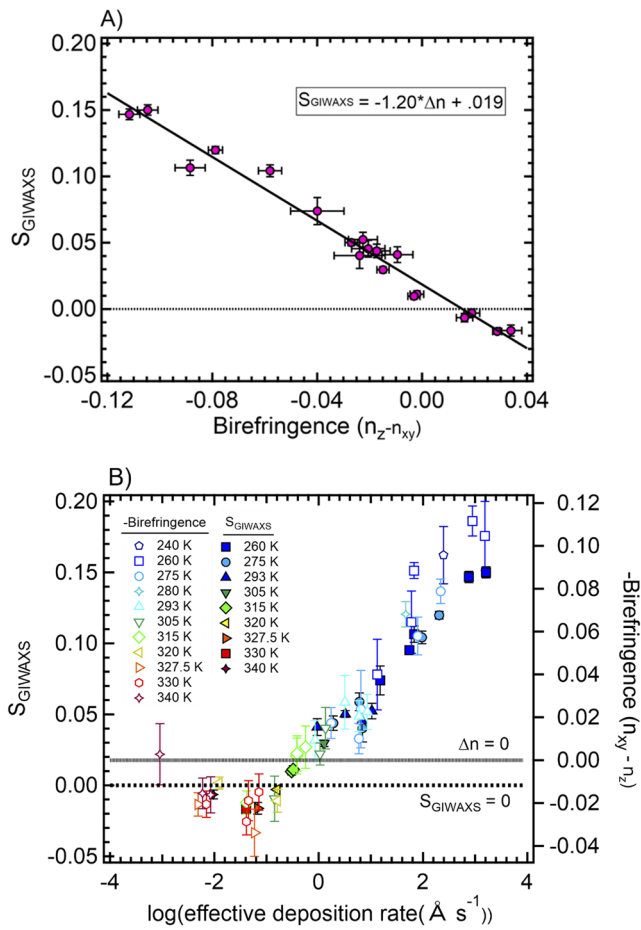 A)
0.20
0.15
0.10
0.05
0.00
-0.05
S_GIWAXS
S_GIWAXS = -1.20*Δn + .019
-0.12 -0.08 -0.04 0.00 0.04
Birefringence (n_z-n_xy)
B)
0.20
0.15
0.10
0.05
0.00
-0.05
S_GIWAXS
-Birefringence
240 K
260 K
275 K
280 K
293 K
305 K
315 K
320 K
327.5 K
330 K
340 K
S_GIWAXS
260 K
275 K
293 K
305 K
315 K
320 K
327.5 K
330 K
340 K
Δn = 0
S_GIWAXS = 0
0.12
0.10
0.08
0.06
0.04
0.02
0.00
-0.02
-0.04
-Birefringence (n_xy - n_z)
-4 -2 0 2 4
log(effective deposition rate(Å s⁻¹))